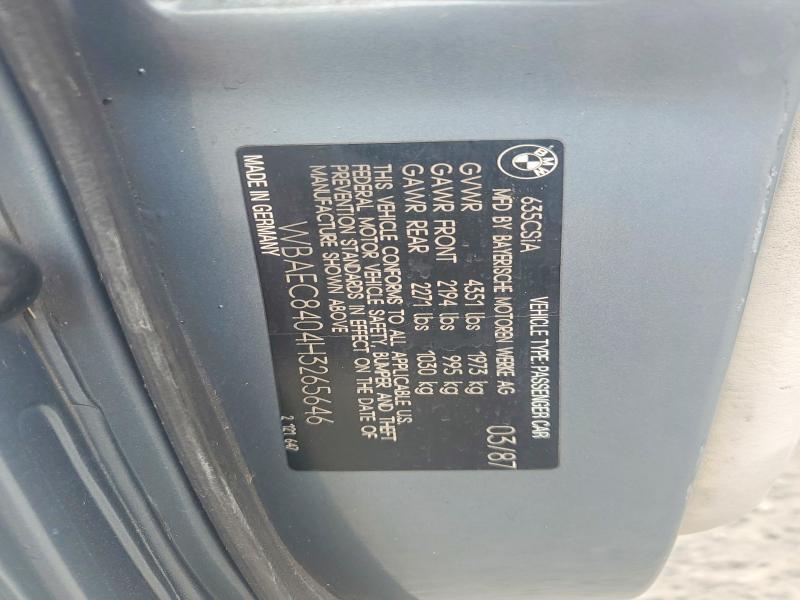 BMW
635CSiA
VEHICLE TYPE: PASSENGER CAR
MFD BY BAYERISCHE MOTOREN WERKE AG 03/87
GVWR - 4351 lbs 1973 kg
GAWR FRONT 2194 lbs 995 kg
GAWR REAR 2271 lbs 1030 kg
THIS VEHICLE CONFORMS TO ALL APPLICABLE U.S.
FEDERAL MOTOR VEHICLE SAFETY, BUMPER AND THEFT
PREVENTION STANDARDS IN EFFECT ON THE DATE OF
MANUFACTURE SHOWN ABOVE
WBAEC8404H3265646
MADE IN GERMANY 2 121 649